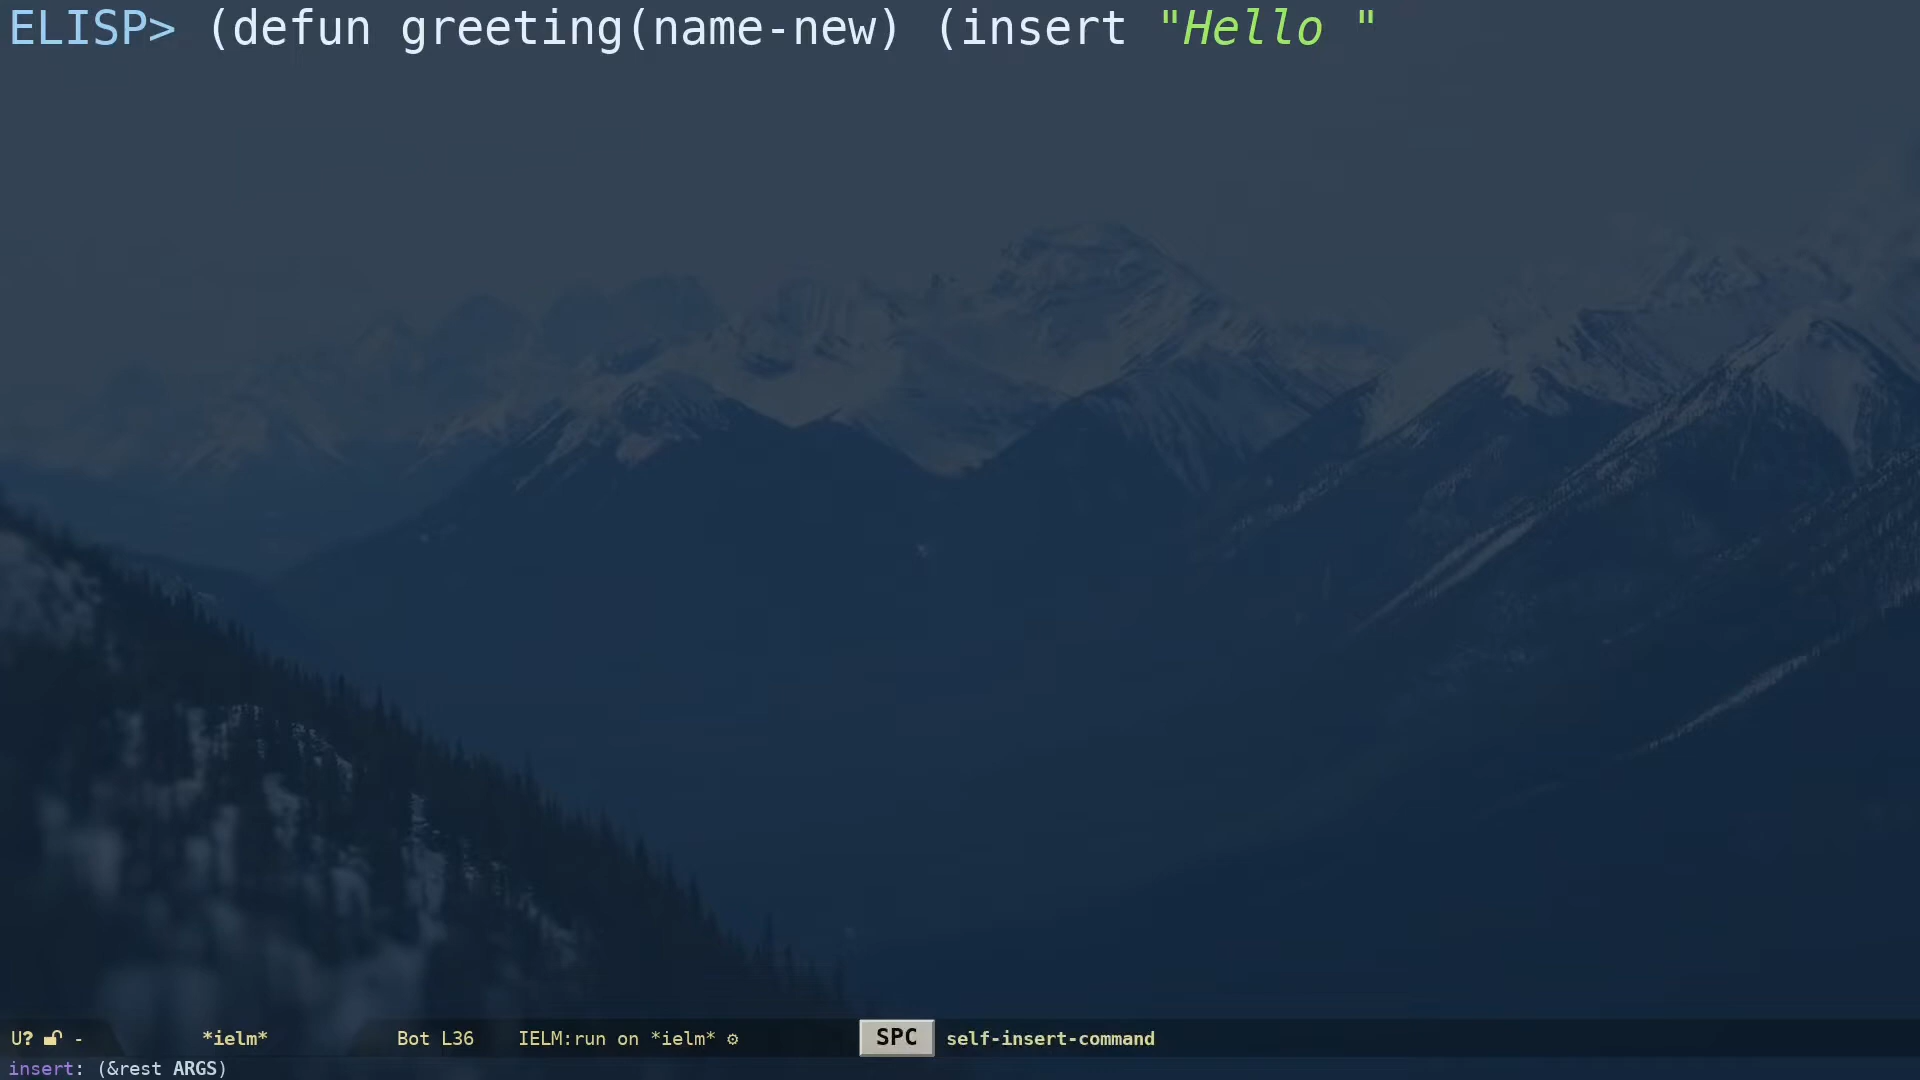 ELISP> (defun greeting(name-new) (insert "Hello "
U? - *ielm* Bot L36 IELM:run on *ielm* ⚙ SPC self-insert-command
insert: (&rest ARGS)